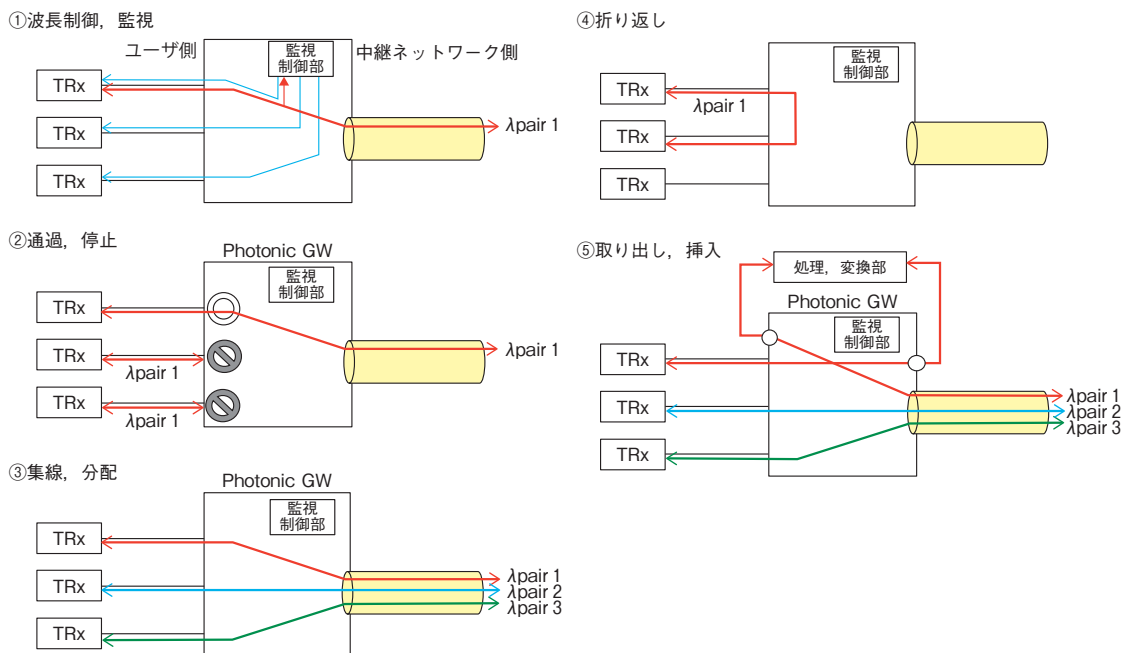 ①波長制御，監視
ユーザ側
監視
制御部
中継ネットワーク側
TRx
TRx
TRx
λpair 1
②通過，停止
Photonic GW
監視
制御部
TRx
TRx
λpair 1
TRx
λpair 1
λpair 1
③集線，分配
Photonic GW
監視
制御部
TRx
TRx
TRx
λpair 1
λpair 2
λpair 3
④折り返し
監視
制御部
TRx
λpair 1
TRx
TRx
⑤取り出し，挿入
処理，変換部
Photonic GW
監視
制御部
TRx
TRx
TRx
λpair 1
λpair 2
λpair 3